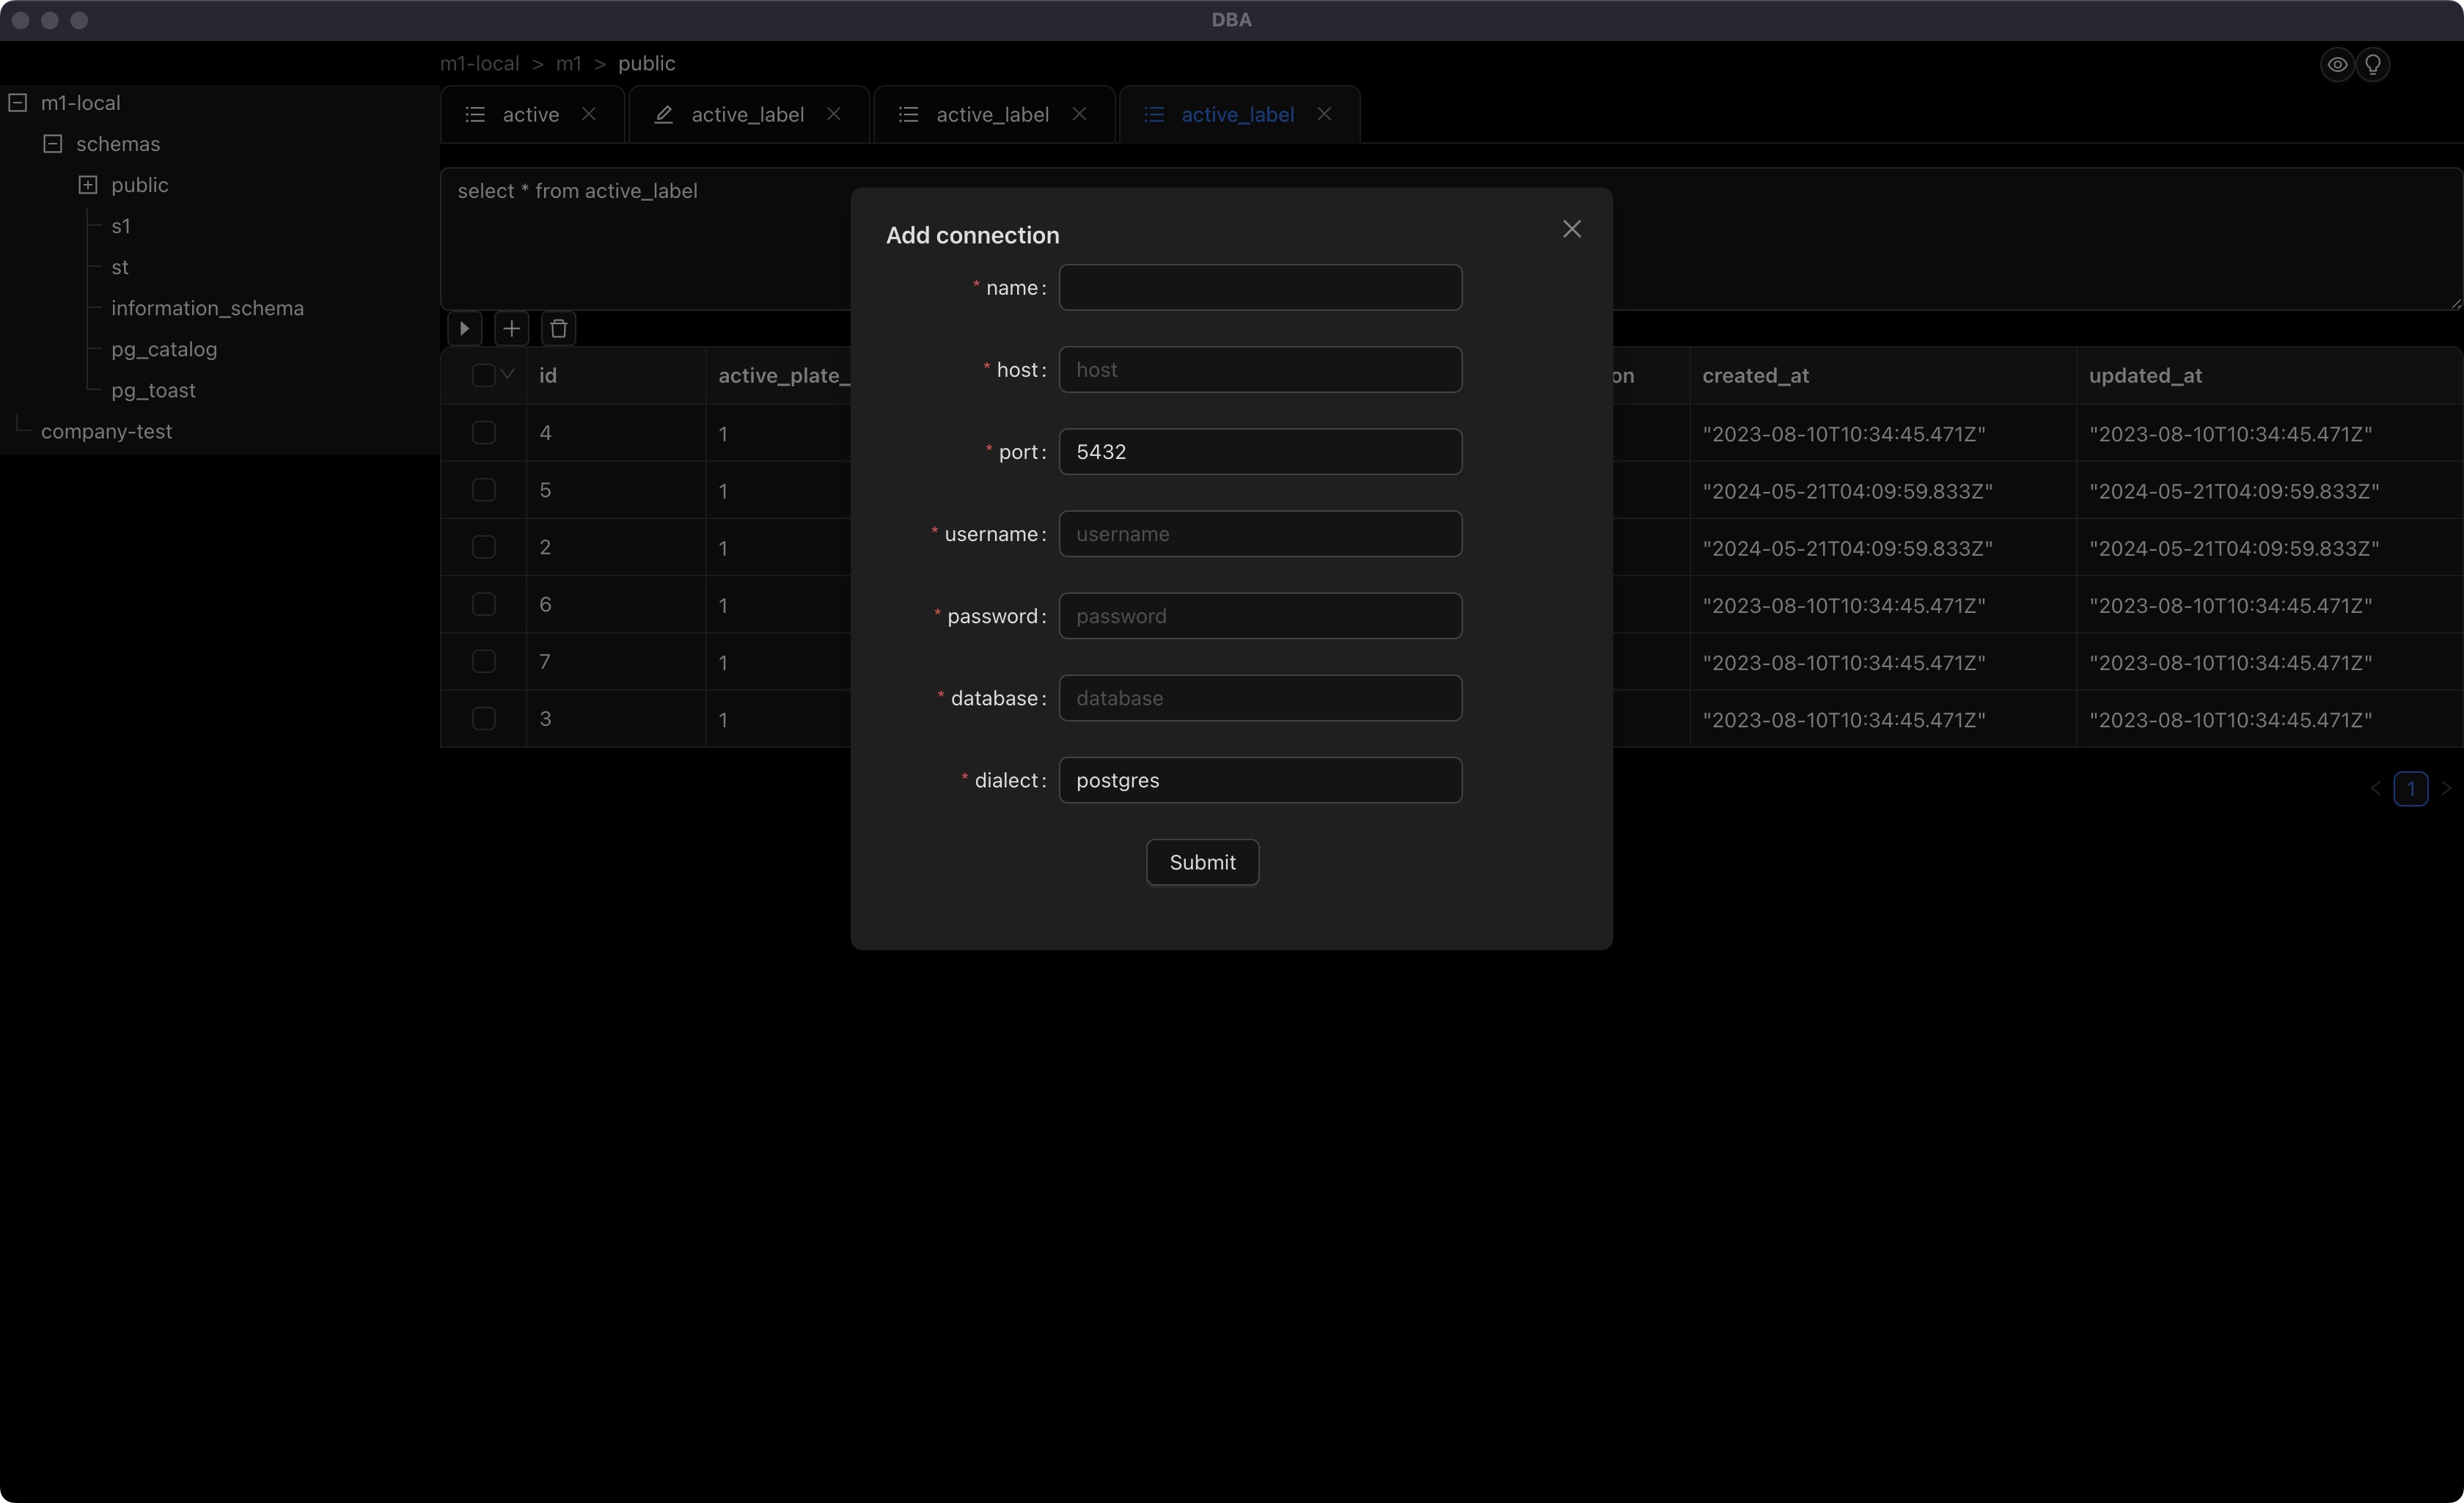 DBA
m1-local > m1 > public
m1-local
schemas
public
s1
st
information_schema
pg_catalog
pg_toast
company-test
active
active_label
active_label
active_label
select * from active_label
id active_plate_ on created_at updated_at
4 1 "2023-08-10T10:34:45.471Z" "2023-08-10T10:34:45.471Z"
5 1 "2024-05-21T04:09:59.833Z" "2024-05-21T04:09:59.833Z"
2 1 "2024-05-21T04:09:59.833Z" "2024-05-21T04:09:59.833Z"
6 1 "2023-08-10T10:34:45.471Z" "2023-08-10T10:34:45.471Z"
7 1 "2023-08-10T10:34:45.471Z" "2023-08-10T10:34:45.471Z"
3 1 "2023-08-10T10:34:45.471Z" "2023-08-10T10:34:45.471Z"
1
Add connection
* name:
* host: host
* port: 5432
* username: username
* password: password
* database: database
* dialect: postgres
Submit